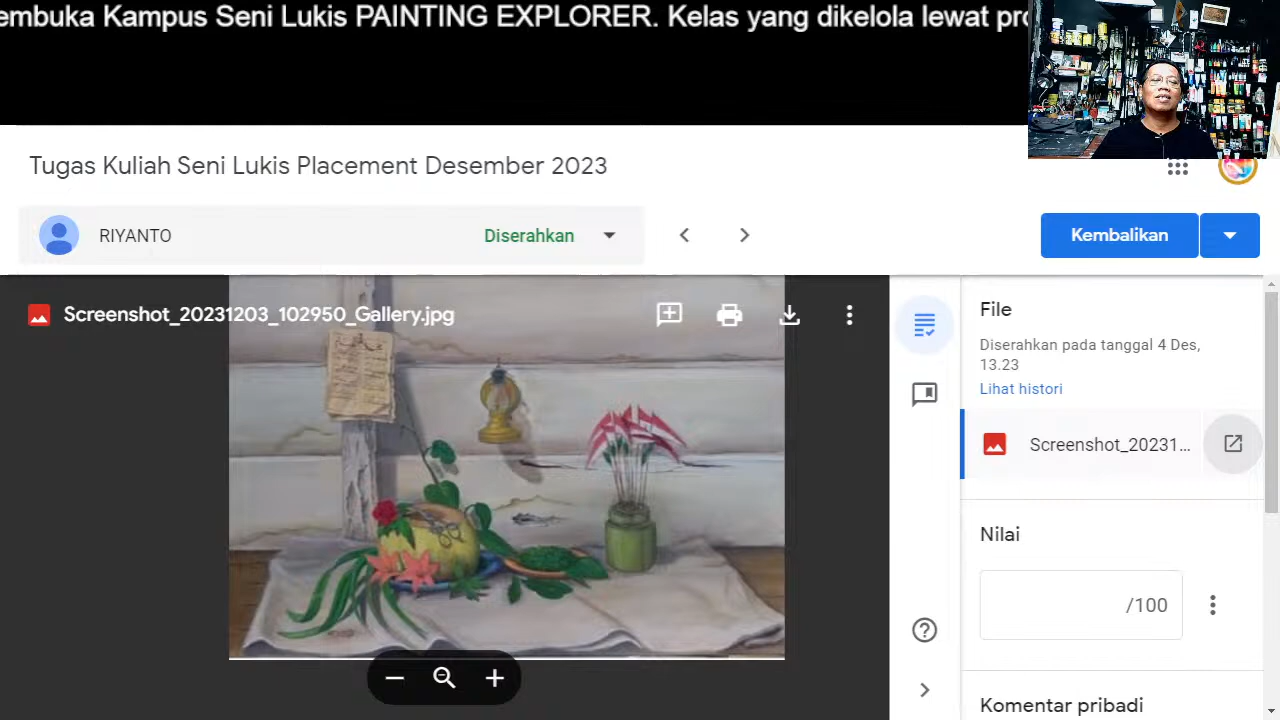 embuka Kampus Seni Lukis PAINTING EXPLORER. Kelas yang dikelola lewat pro
Tugas Kuliah Seni Lukis Placement Desember 2023
RIYANTO
Diserahkan
Kembalikan
Screenshot_20231203_102950_Gallery.jpg
File
Diserahkan pada tanggal 4 Des,
13.23
Lihat histori
Screenshot_20231...
Nilai
/100
Komentar pribadi